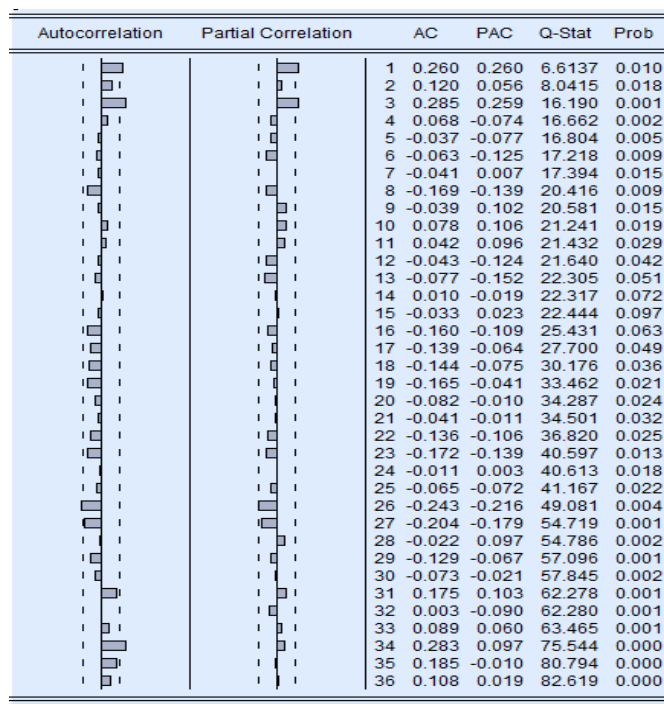 Autocorrelation Partial Correlation AC PAC Q-Stat Prob
1 0.260 0.260 6.6137 0.010
2 0.120 0.056 8.0415 0.018
3 0.285 0.259 16.190 0.001
4 0.068 -0.074 16.662 0.002
5 -0.037 -0.077 16.804 0.005
6 -0.063 -0.125 17.218 0.009
7 -0.041 0.007 17.394 0.015
8 -0.169 -0.139 20.416 0.009
9 -0.039 0.102 20.581 0.015
10 0.078 0.106 21.241 0.019
11 0.042 0.096 21.432 0.029
12 -0.043 -0.124 21.640 0.042
13 -0.077 -0.152 22.305 0.051
14 0.010 -0.019 22.317 0.072
15 -0.033 0.023 22.444 0.097
16 -0.160 -0.109 25.431 0.063
17 -0.139 -0.064 27.700 0.049
18 -0.144 -0.075 30.176 0.036
19 -0.165 -0.041 33.462 0.021
20 -0.082 -0.010 34.287 0.024
21 -0.041 -0.011 34.501 0.032
22 -0.136 -0.106 36.820 0.025
23 -0.172 -0.139 40.597 0.013
24 -0.011 0.003 40.613 0.018
25 -0.065 -0.072 41.167 0.022
26 -0.243 -0.216 49.081 0.004
27 -0.204 -0.179 54.719 0.001
28 -0.022 0.097 54.786 0.002
29 -0.129 -0.067 57.096 0.001
30 -0.073 -0.021 57.845 0.002
31 0.175 0.103 62.278 0.001
32 0.003 -0.090 62.280 0.001
33 0.089 0.060 63.465 0.001
34 0.283 0.097 75.544 0.000
35 0.185 -0.010 80.794 0.000
36 0.108 0.019 82.619 0.000